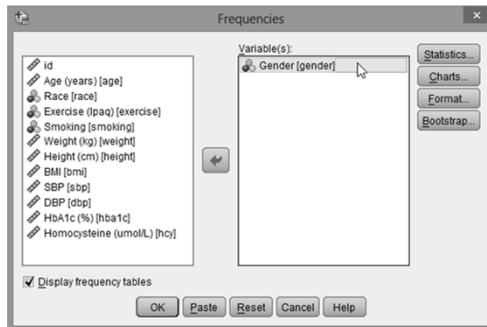 Frequencies
Variable(s):
id
Age (years) [age]
Race [race]
Exercise (Ipaq) [exercise]
Smoking [smoking]
Weight (kg) [weight]
Height (cm) [height]
BMI [bmi]
SBP [sbp]
DBP [dbp]
HbA1c (%) [hba1c]
Homocysteine (umol/L) [hcy]
Gender [gender]
Statistics...
Charts...
Format...
Bootstrap...
Display frequency tables
OK Paste Reset Cancel Help